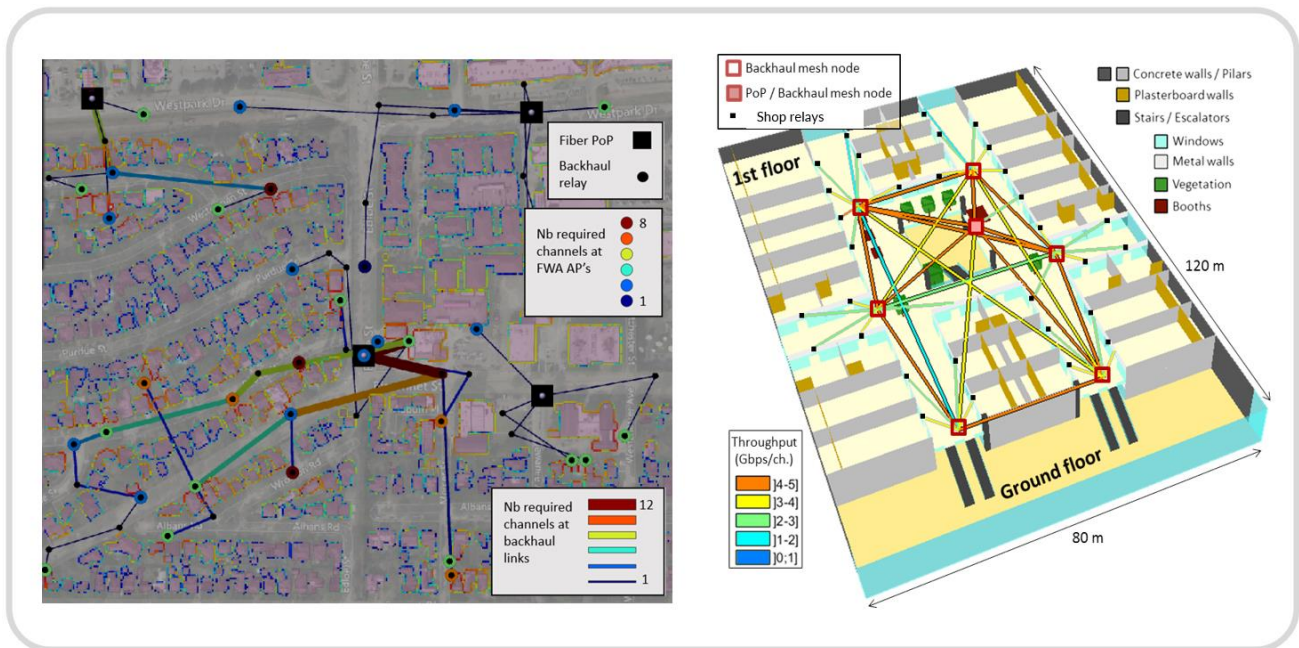 Westpark Dr
Westpark Dr
Fiber PoP
Backhaul
relay
Nb required
channels at
FWA AP's
8
1
Purdue St
Nb required
channels at
backhaul
links
12
1
Albans Rd
Backhaul mesh node
PoP / Backhaul mesh node
Shop relays
Concrete walls / Pilars
Plasterboard walls
Stairs / Escalators
Windows
Metal walls
Vegetation
Booths
1st floor
120 m
Throughput
(Gbps/ch.)
]4-5]
]3-4]
]2-3]
]1-2]
]0;1]
Ground floor
80 m